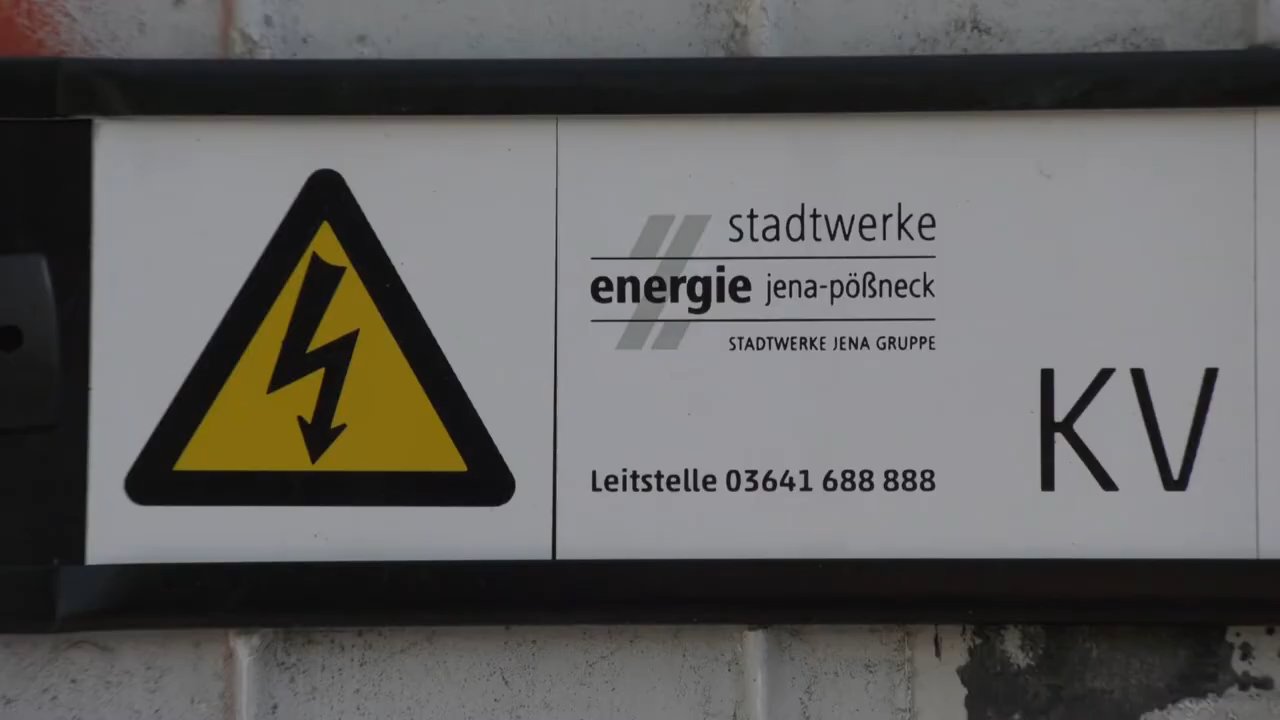 stadtwerke
energie jena-pößneck
STADTWERKE JENA GRUPPE
Leitstelle 03641 688 888
KV